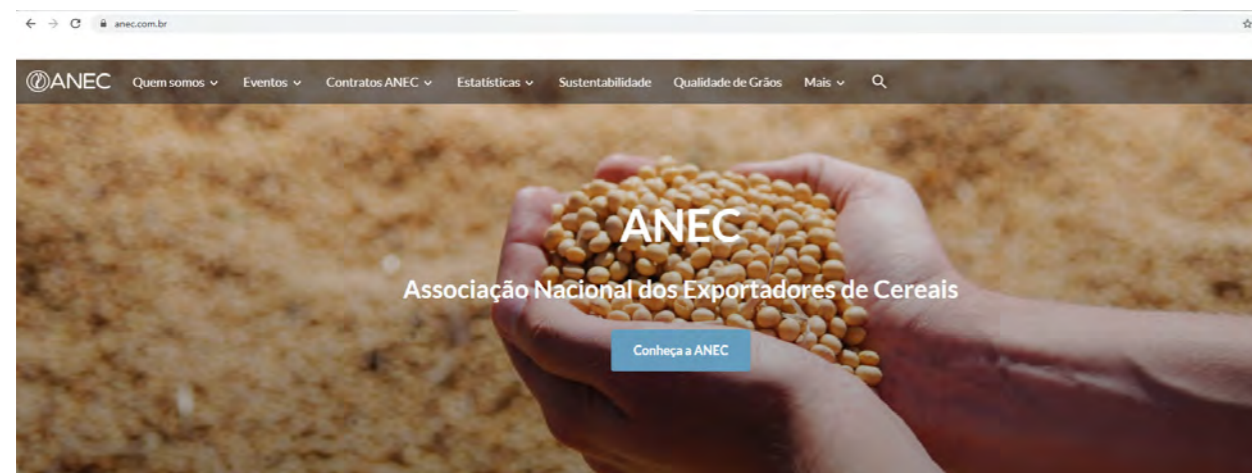 anec.com.br
ANEC Quem somos Eventos Contratos ANEC Estatísticas Sustentabilidade Qualidade de Grãos Mais
ANEC
Associação Nacional dos Exportadores de Cereais
Conheça a ANEC